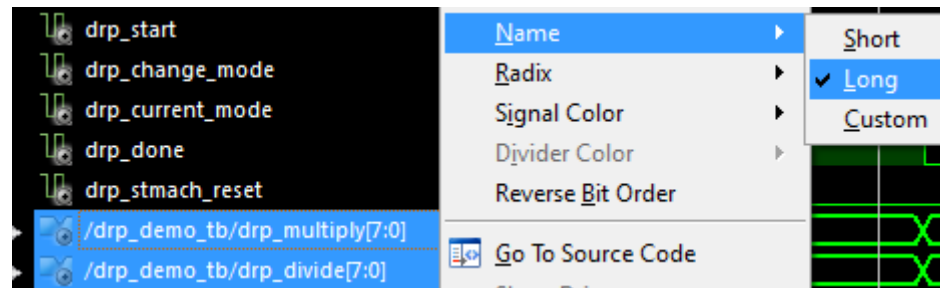 drp_start
drp_change_mode
drp_current_mode
drp_done
drp_stmach_reset
/drp_demo_tb/drp_multiply[7:0]
/drp_demo_tb/drp_divide[7:0]
Name
Radix
Signal Color
Divider Color
Reverse Bit Order
Go To Source Code
Short
Long
Custom